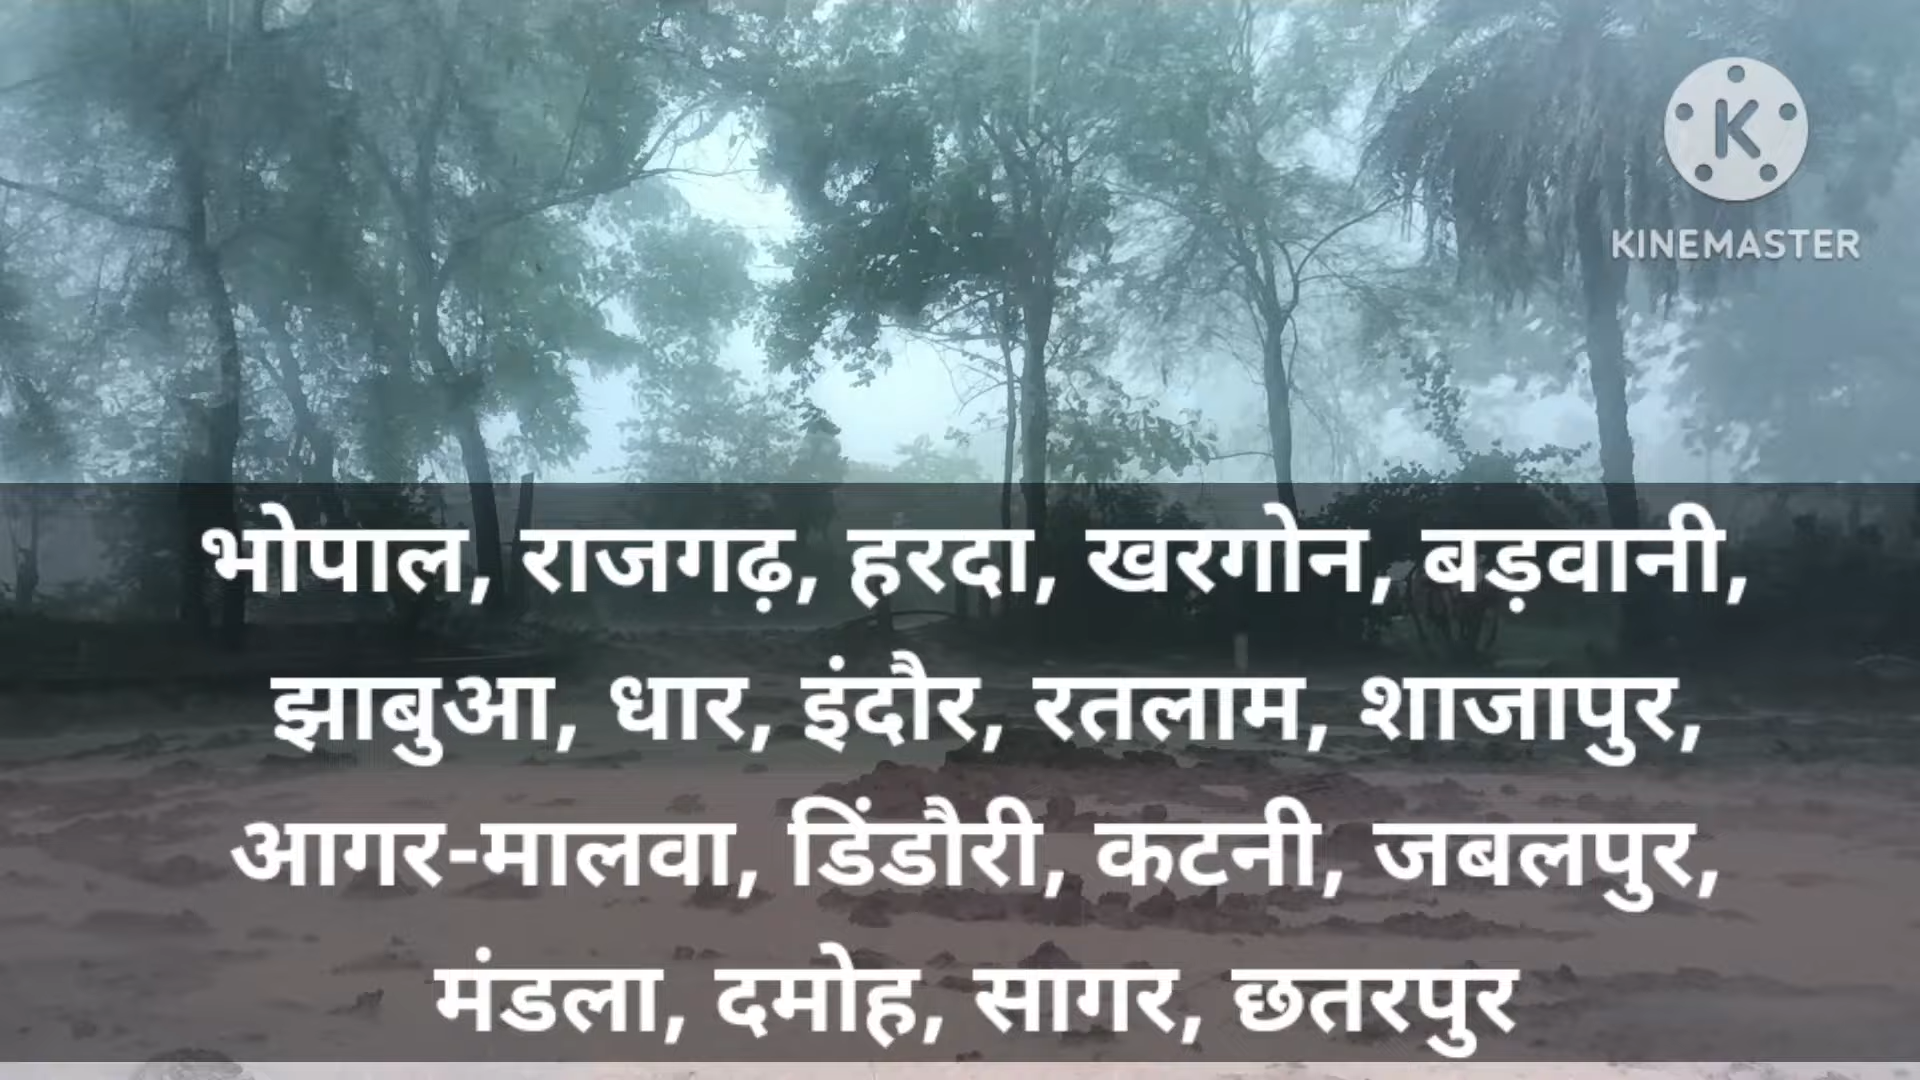 K
KINEMASTER
भोपाल, राजगढ़, हरदा, खरगोन, बड़वानी,
झाबुआ, धार, इंदौर, रतलाम, शाजापुर,
आगर-मालवा, डिंडौरी, कटनी, जबलपुर,
मंडला, दमोह, सागर, छतरपुर